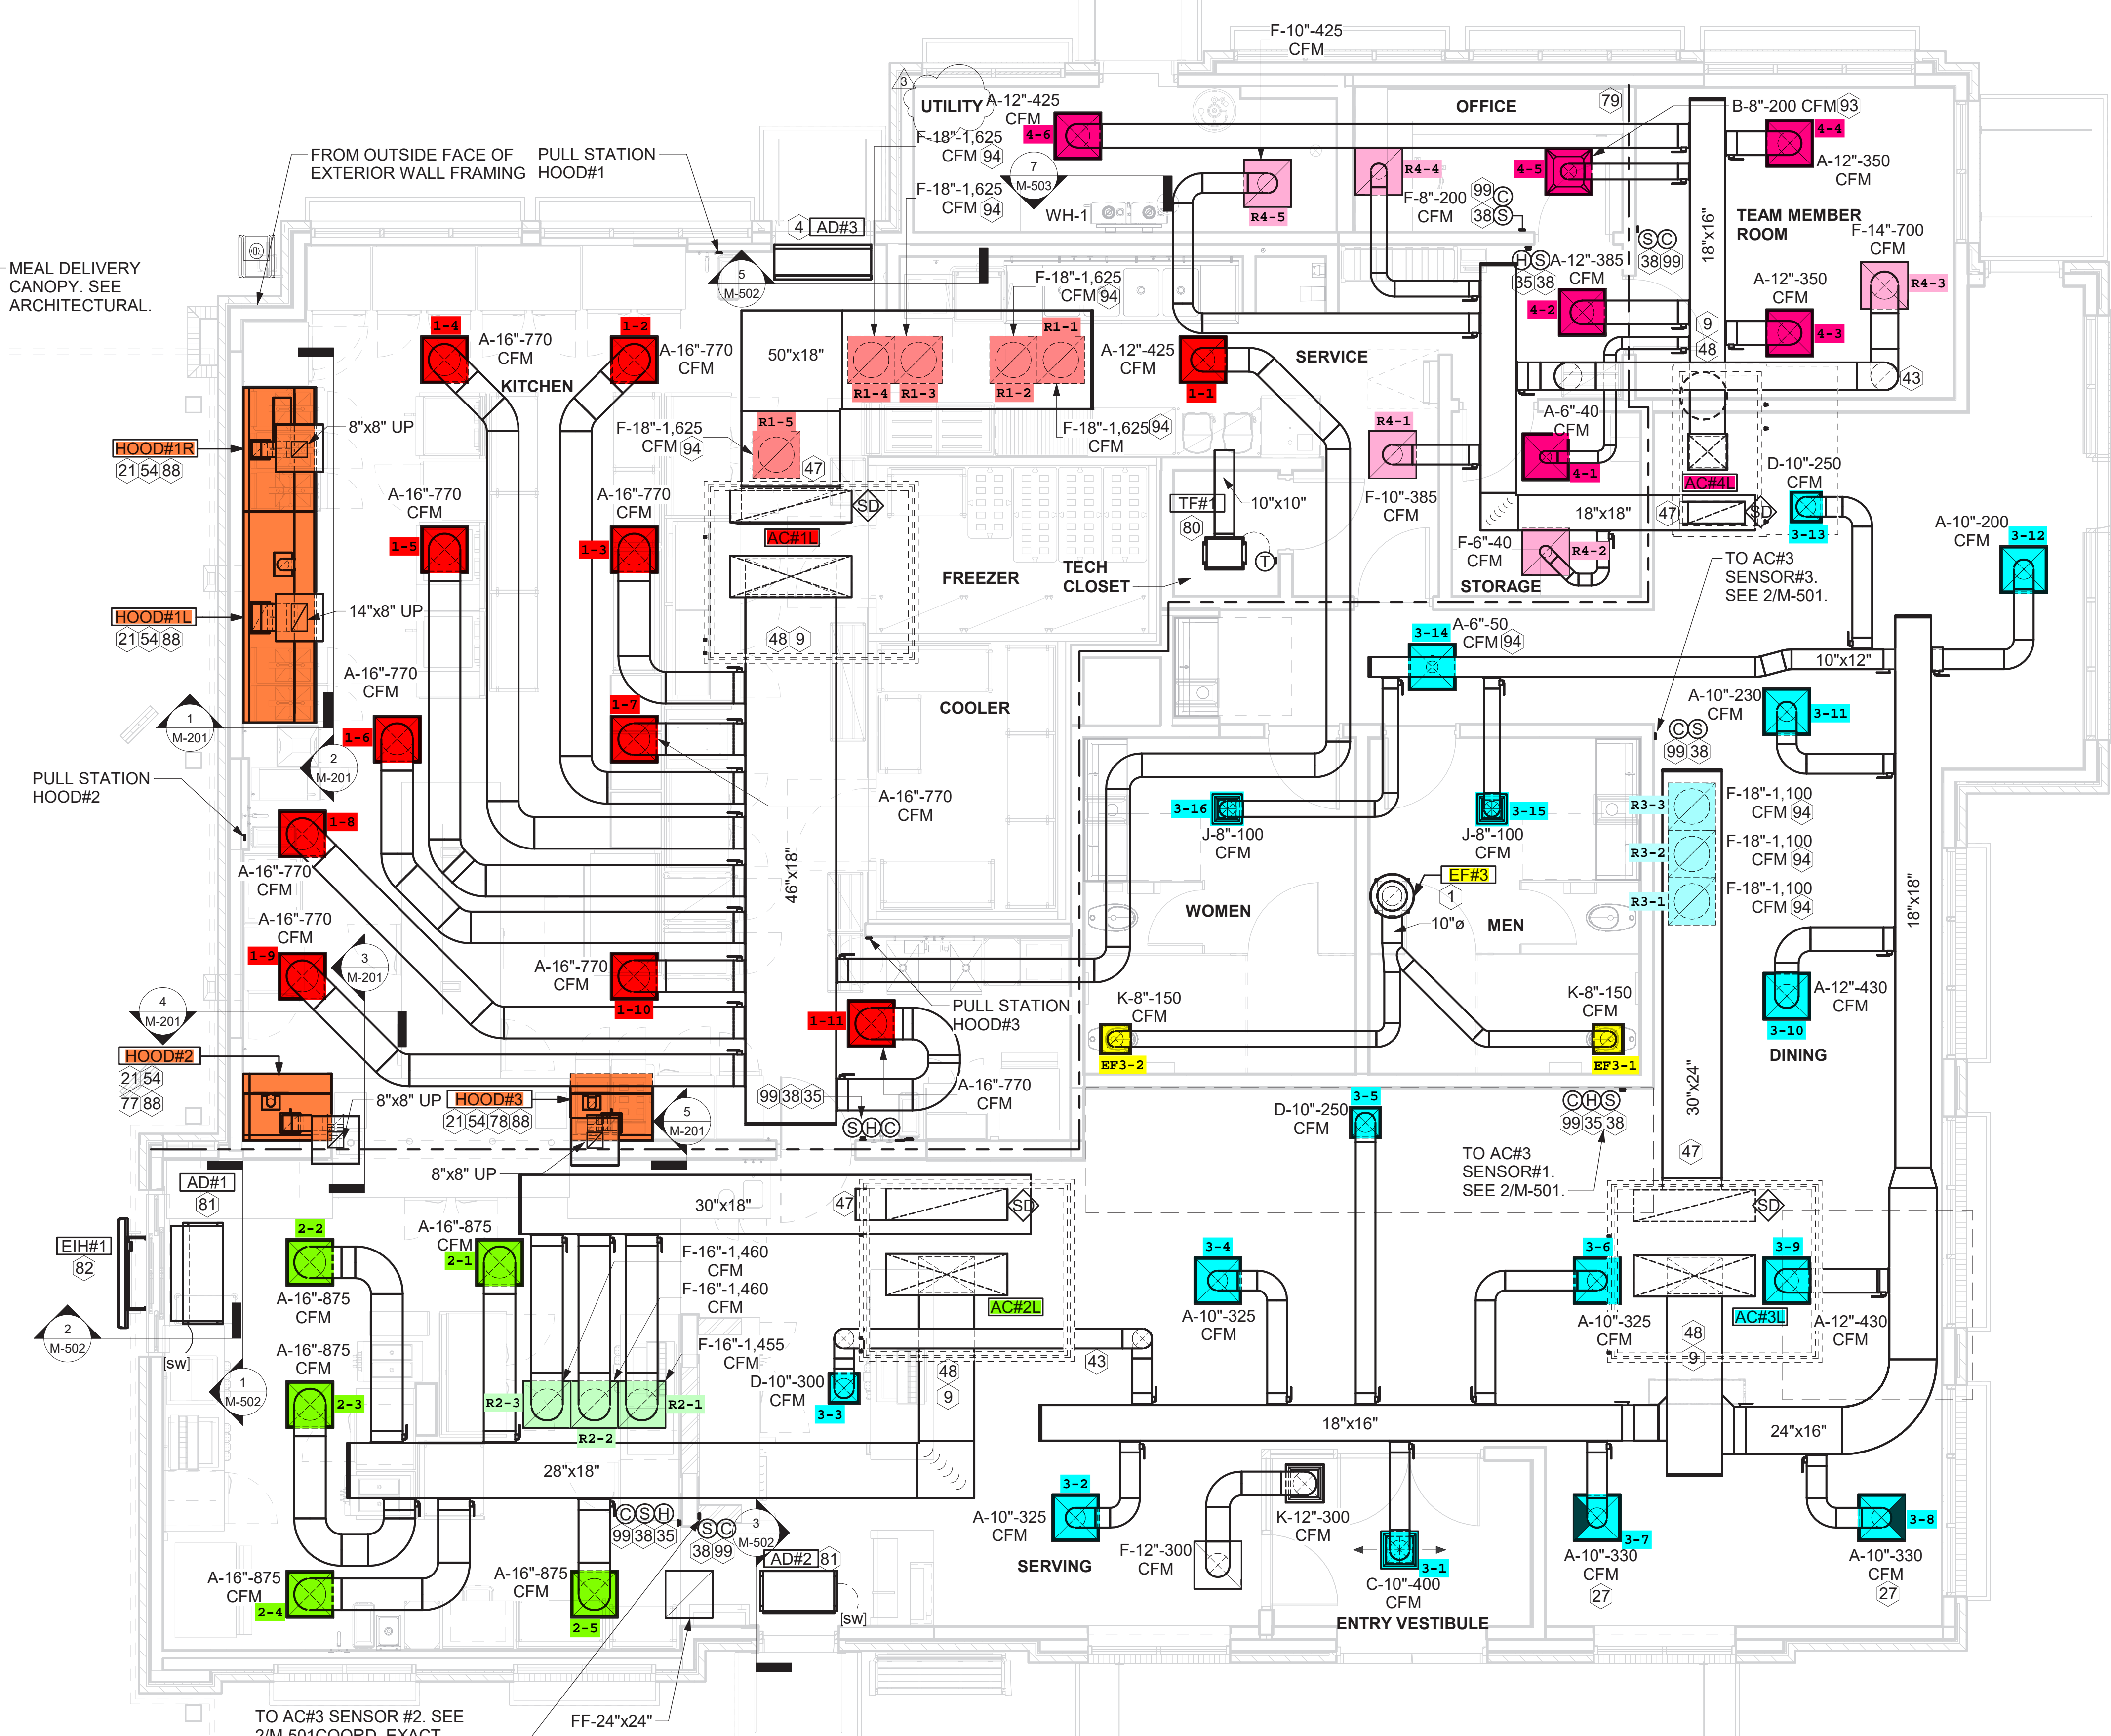 F-10"-425
CFM
3
UTILITY
A-12"-425
CFM
4-6
OFFICE
79
B-8"-200 CFM 93
4-4
A-12"-350
CFM
F-18"-1,625
CFM 94
F-18"-1,625
CFM 94
7
M-503
WH-1
R4-5
R4-4
F-8"-200
CFM
99 C
38 S
4-5
18"x16"
TEAM MEMBER
ROOM
F-14"-700
CFM
R4-3
FROM OUTSIDE FACE OF
EXTERIOR WALL FRAMING
PULL STATION
HOOD#1
4 AD#3
5
M-502
MEAL DELIVERY
CANOPY. SEE
ARCHITECTURAL.
H S
35 38
A-12"-385
CFM
4-2
S C
38 99
A-12"-350
CFM
4-3
9
48
43
F-18"-1,625
CFM 94
R1-1
1-4
A-16"-770
CFM
1-2
A-16"-770
CFM
KITCHEN
50"x18"
R1-4
R1-3
R1-2
F-18"-1,625 94
CFM
A-12"-425
CFM
1-1
SERVICE
R1-5
F-18"-1,625
CFM 94
47
R4-1
F-10"-385
CFM
A-6"-40
CFM
4-1
AC#4L
D-10"-250
CFM
3-13
HOOD#1R
21 54 88
8"x8" UP
A-16"-770
CFM
1-5
A-16"-770
CFM
1-3
SD
AC#1L
TF#1
80
10"x10"
18"x18"
47
SD
A-10"-200
CFM
3-12
F-6"-40
CFM
R4-2
STORAGE
FREEZER
TECH
CLOSET
T
TO AC#3
SENSOR#3.
SEE 2/M-501.
HOOD#1L
21 54 88
14"x8" UP
48 9
3-14
A-6"-50
CFM 94
10"x12"
A-16"-770
CFM
1-6
1-7
COOLER
A-10"-230
CFM
3-11
1
M-201
2
M-201
C S
99 38
PULL STATION
HOOD#2
1-8
A-16"-770
CFM
A-16"-770
CFM
3-16
J-8"-100
CFM
3-15
J-8"-100
CFM
R3-3
F-18"-1,100
CFM 94
R3-2
F-18"-1,100
CFM 94
R3-1
F-18"-1,100
CFM 94
46"x18"
18"x18"
EF#3
1
WOMEN
10"ø
MEN
A-16"-770
CFM
1-9
3
M-201
A-16"-770
CFM
1-10
4
M-201
1-11
PULL STATION
HOOD#3
K-8"-150
CFM
EF3-2
K-8"-150
CFM
EF3-1
A-12"-430
CFM
3-10
DINING
HOOD#2
21 54
77 88
8"x8" UP
HOOD#3
21 54 78 88
5
M-201
99 38 35
S H C
A-16"-770
CFM
30"x24"
D-10"-250
CFM
3-5
C H S
99 35 38
TO AC#3
SENSOR#1.
SEE 2/M-501.
47
8"x8" UP
AD#1
81
30"x18"
47
SD
SD
EIH#1
82
2-2
A-16"-875
CFM
A-16"-875
CFM
2-1
F-16"-1,460
CFM
F-16"-1,460
CFM
AC#2L
3-4
A-10"-325
CFM
3-6
A-10"-325
CFM
3-9
AC#3L
A-12"-430
CFM
48
9
2
M-502
[sw]
A-16"-875
CFM
2-3
1
M-502
F-16"-1,455
CFM
R2-3
R2-1
R2-2
D-10"-300
CFM
3-3
48
9
43
18"x16"
24"x16"
28"x18"
C S H
99 38 35
S C
38 99
3
M-502
3-2
A-10"-325
CFM
K-12"-300
CFM
F-12"-300
CFM
SERVING
3-1
C-10"-400
CFM
ENTRY VESTIBULE
3-7
A-10"-330
CFM
27
3-8
A-10"-330
CFM
27
A-16"-875
CFM
2-4
A-16"-875
CFM
2-5
AD#2 81
[sw]
FF-24"x24"
TO AC#3 SENSOR #2. SEE
2/M-501COORD. EXACT